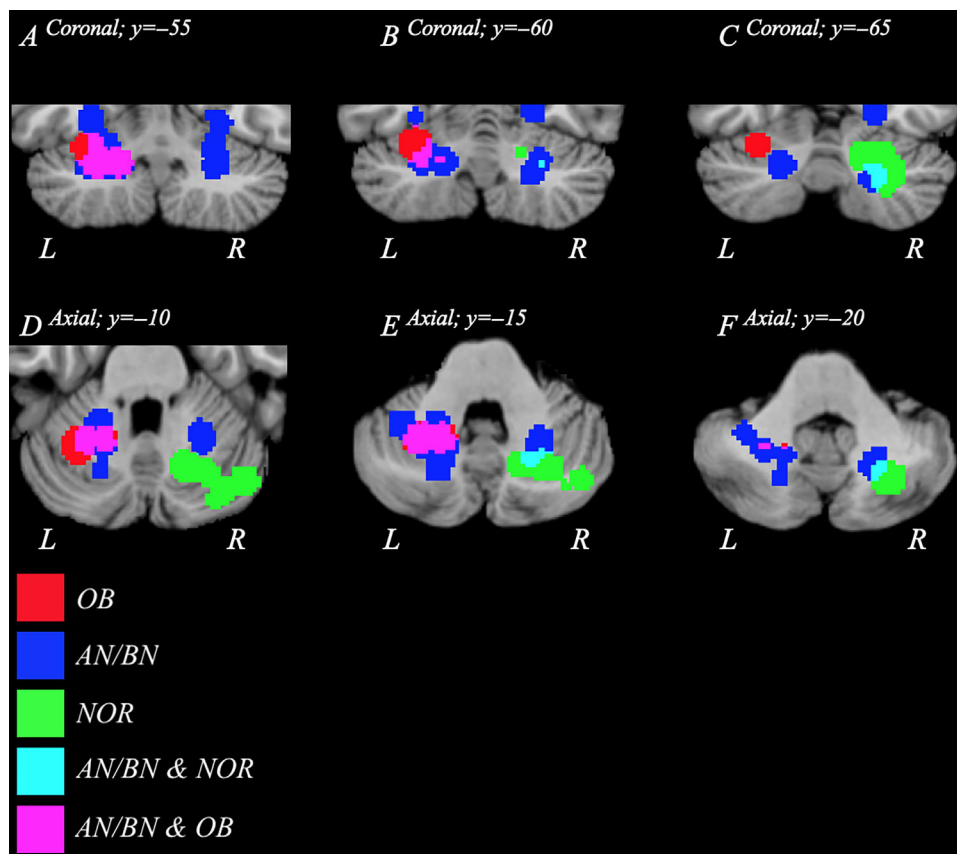 A Coronal; y=–55
B Coronal; y=–60
C Coronal; y=–65
L R
L R
L R
D Axial; y=–10
E Axial; y=–15
F Axial; y=–20
L R
L R
L R
OB
AN/BN
NOR
AN/BN & NOR
AN/BN & OB